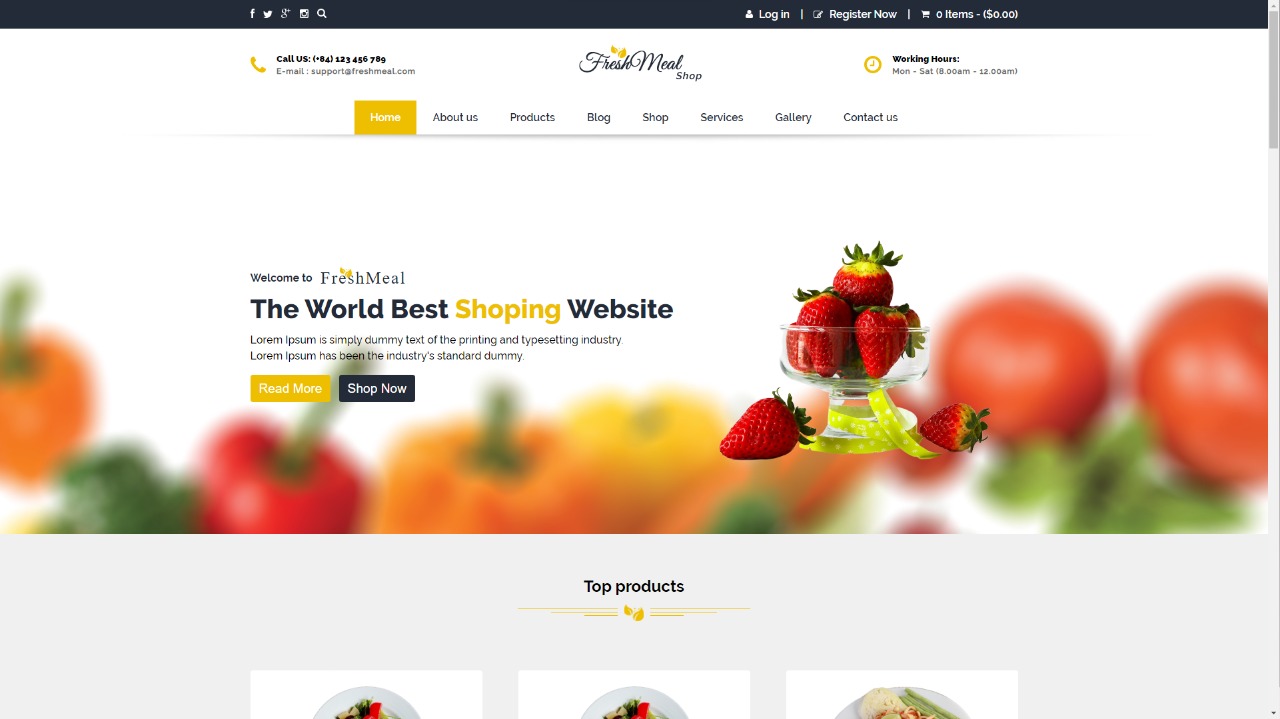 Log in | Register Now | 0 Items - ($0.00)
Call US: (+84) 123 456 789
E-mail : support@freshmeal.com
FreshMeal
Shop
Working Hours:
Mon - Sat (8.00am - 12.00am)
Home About us Products Blog Shop Services Gallery Contact us
Welcome to FreshMeal
The World Best Shoping Website
Lorem Ipsum is simply dummy text of the printing and typesetting industry.
Lorem Ipsum has been the industry's standard dummy.
Read More Shop Now
Top products